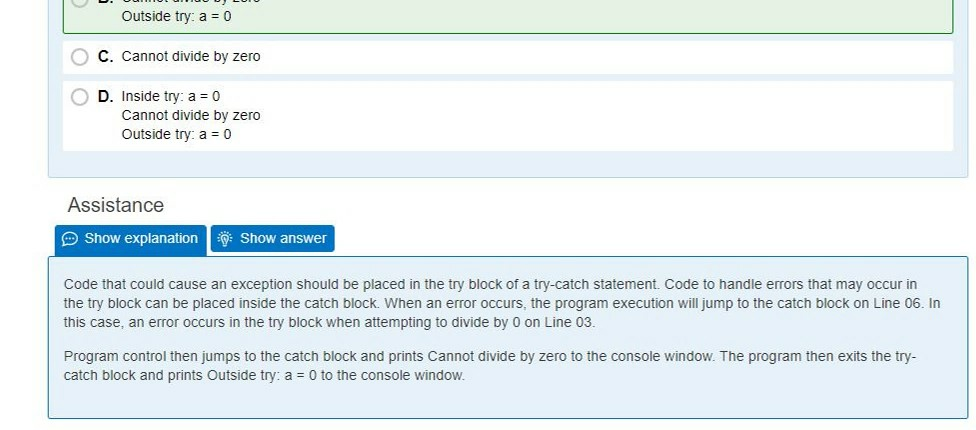 Outside try: a = 0
C. Cannot divide by zero
D. Inside try: a = 0
Cannot divide by zero
Outside try: a = 0
Assistance
Show explanation Show answer
Code that could cause an exception should be placed in the try block of a try-catch statement. Code to handle errors that may occur in
the try block can be placed inside the catch block. When an error occurs, the program execution will jump to the catch block on Line 06. In
this case, an error occurs in the try block when attempting to divide by 0 on Line 03.
Program control then jumps to the catch block and prints Cannot divide by zero to the console window. The program then exits the try-
catch block and prints Outside try: a = 0 to the console window.